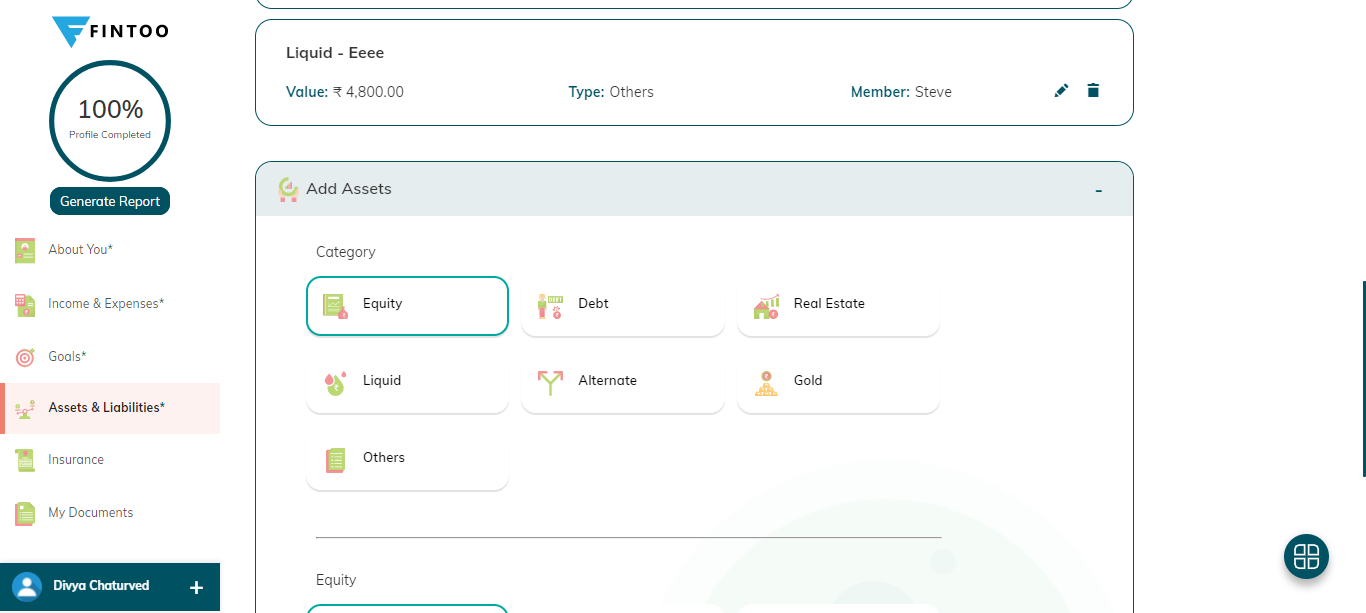 FINTOO
100%
Profile Completed
Generate Report
About You*
Income & Expenses*
Goals*
Assets & Liabilities*
Insurance
My Documents
Divya Chaturved +
Liquid - Eeee
Value: ₹ 4,800.00 Type: Others Member: Steve
Add Assets -
Category
Equity Debt Real Estate
Liquid Alternate Gold
Others
Equity